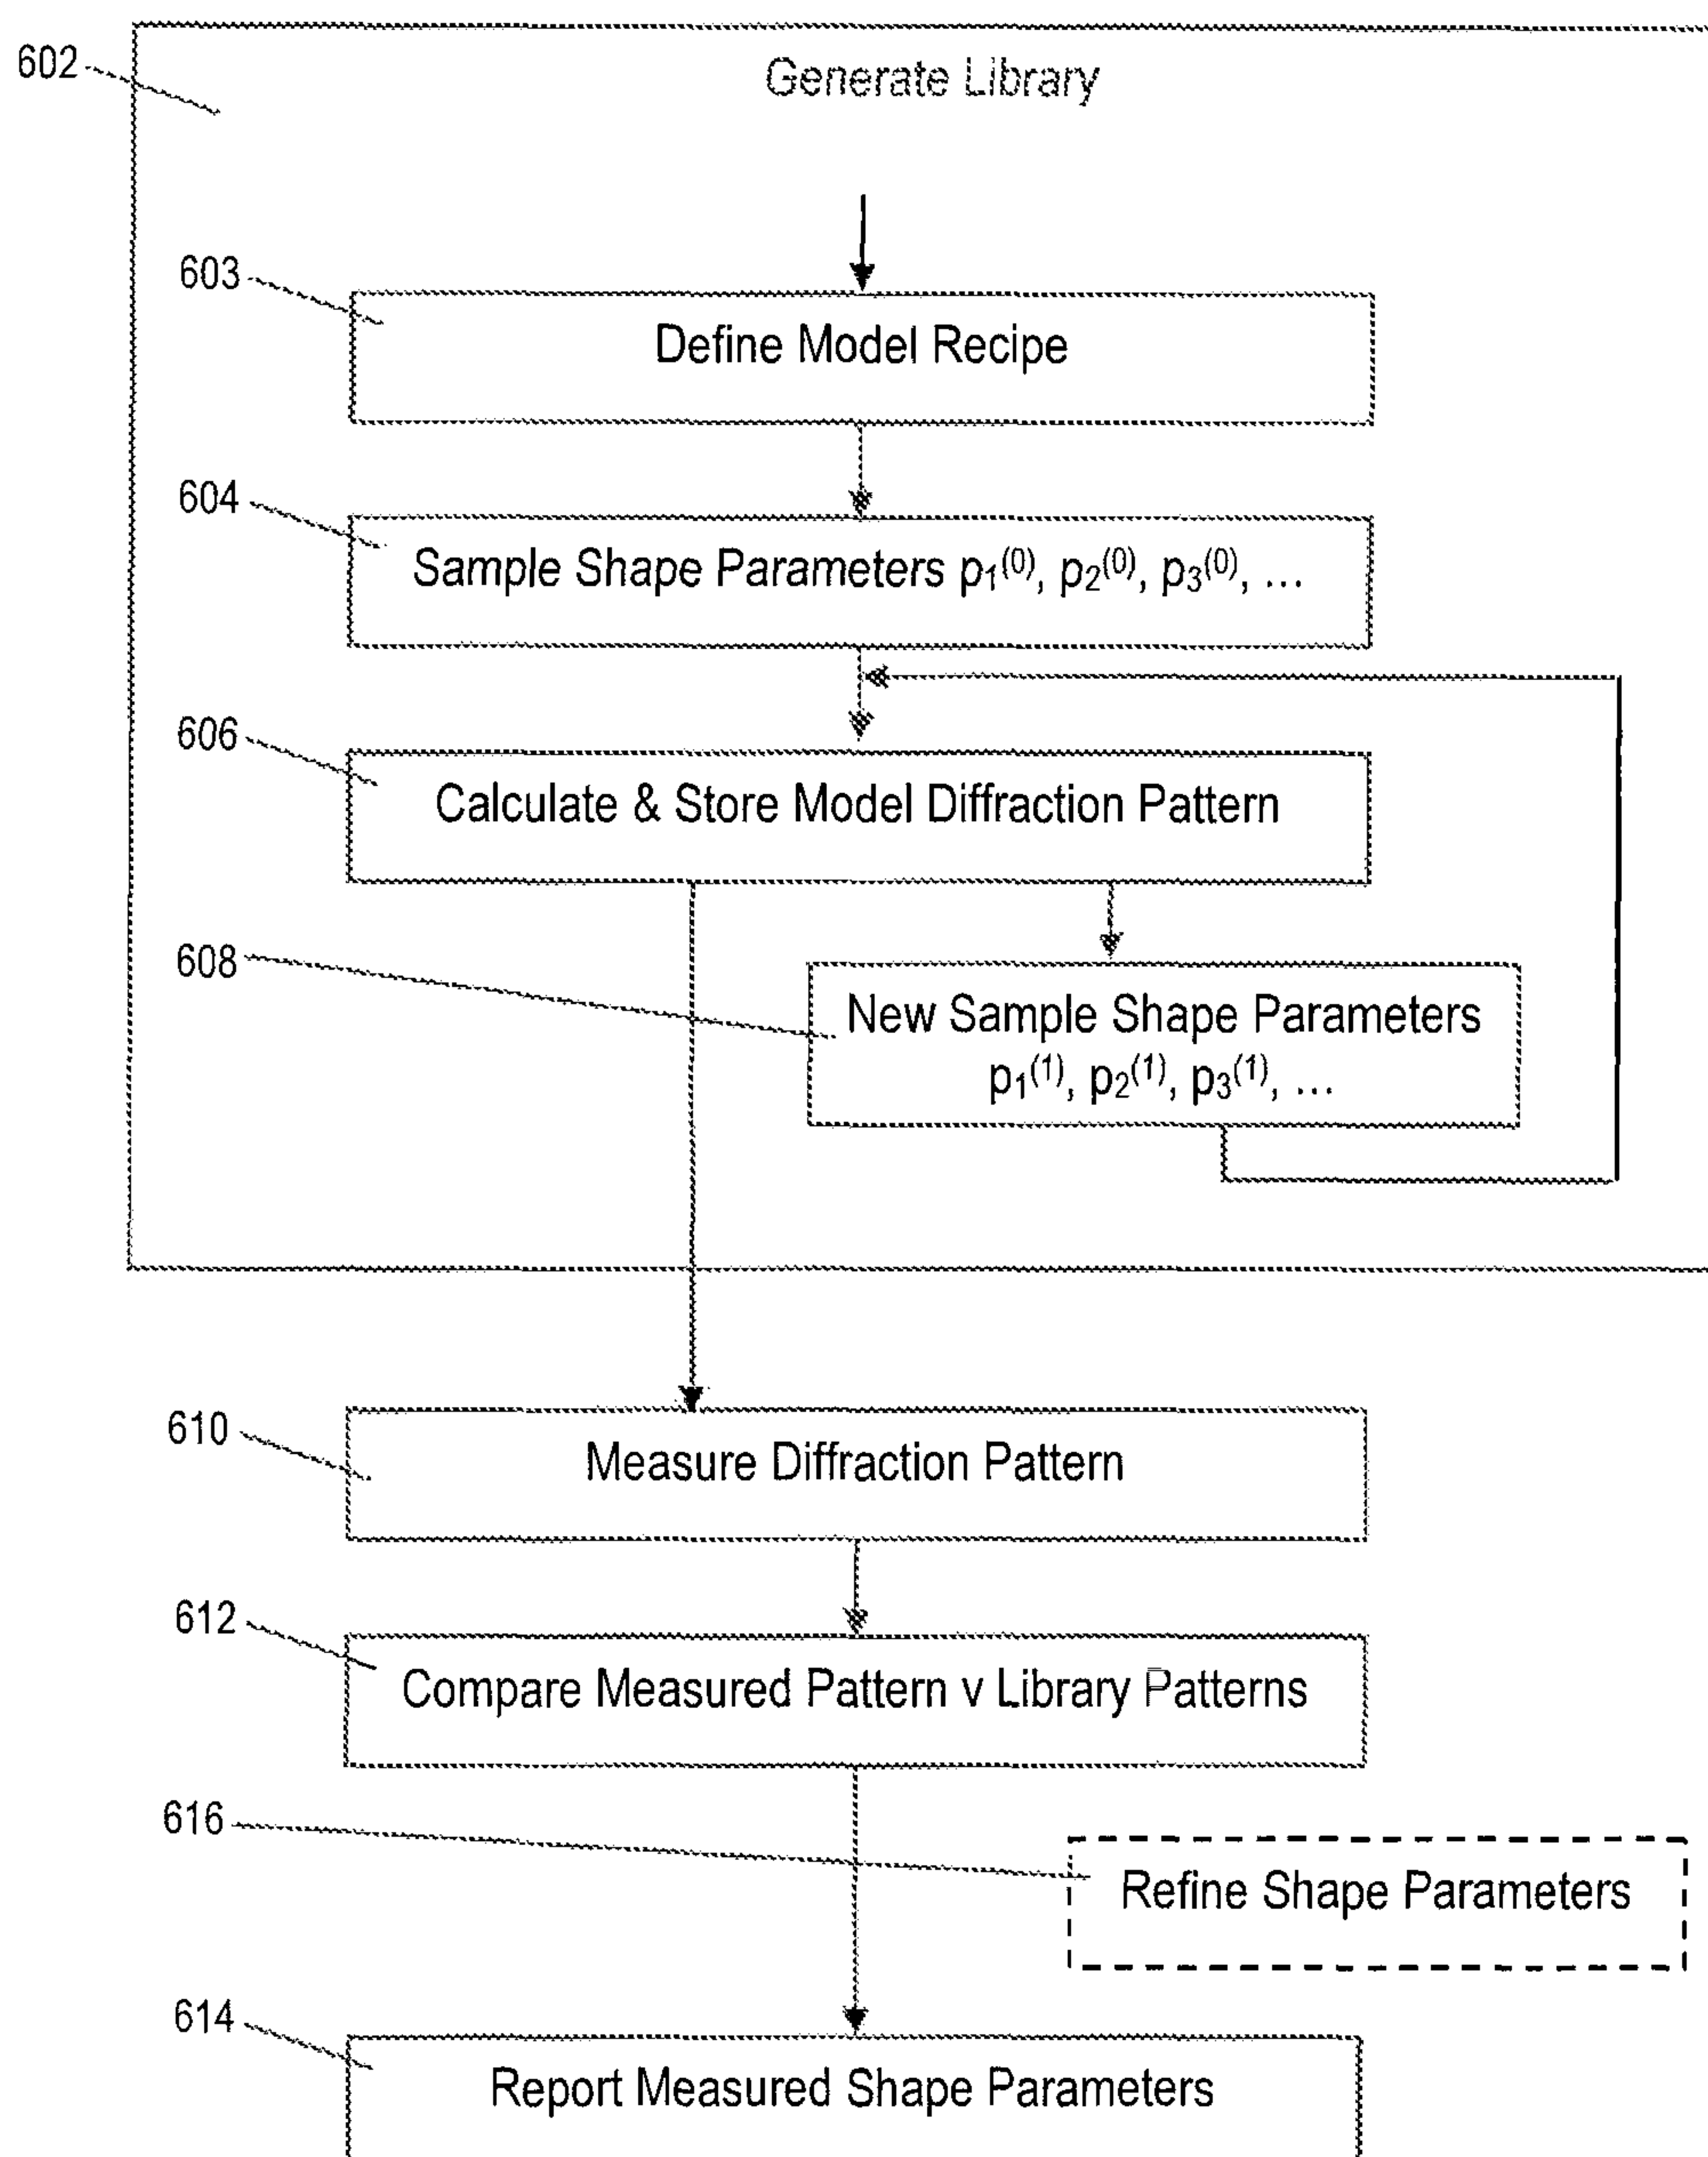 602
Generate Library
603
Define Model Recipe
604
Sample Shape Parameters p₁⁽⁰⁾, p₂⁽⁰⁾, p₃⁽⁰⁾, ...
606
Calculate & Store Model Diffraction Pattern
608
New Sample Shape Parameters
p₁⁽¹⁾, p₂⁽¹⁾, p₃⁽¹⁾, ...
610
Measure Diffraction Pattern
612
Compare Measured Pattern v Library Patterns
616
Refine Shape Parameters
614
Report Measured Shape Parameters